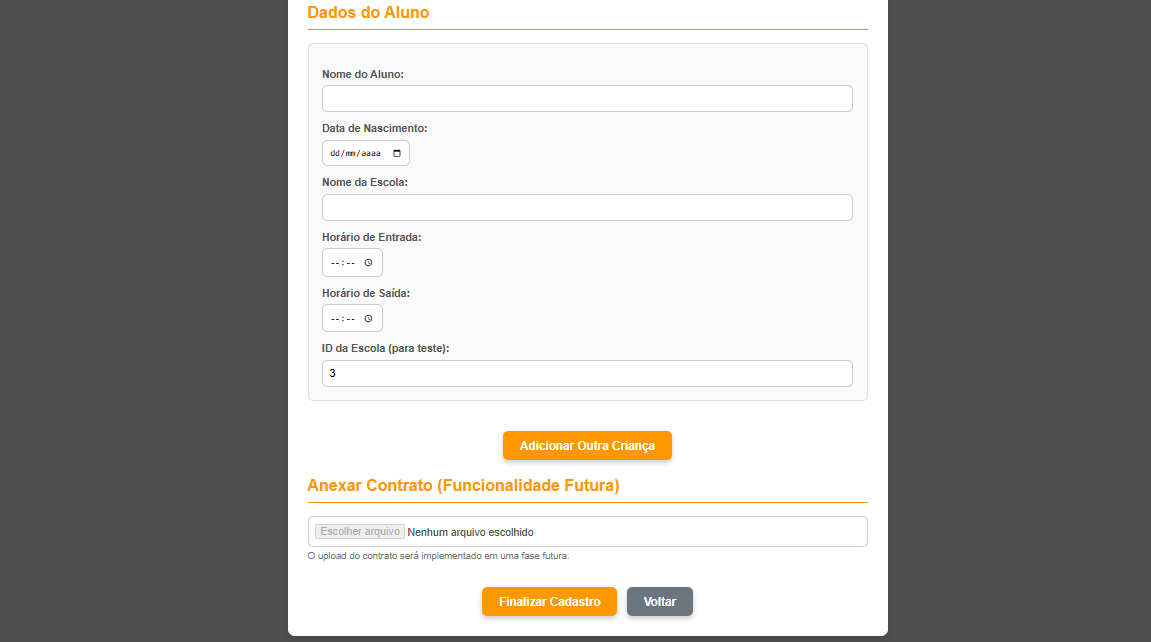 Dados do Aluno
Nome do Aluno:
Data de Nascimento:
dd/mm/aaaa
Nome da Escola:
Horário de Entrada:
--:--
Horário de Saída:
--:--
ID da Escola (para teste):
3
Adicionar Outra Criança
Anexar Contrato (Funcionalidade Futura)
Escolher arquivo Nenhum arquivo escolhido
O upload do contrato será implementado em uma fase futura.
Finalizar Cadastro Voltar